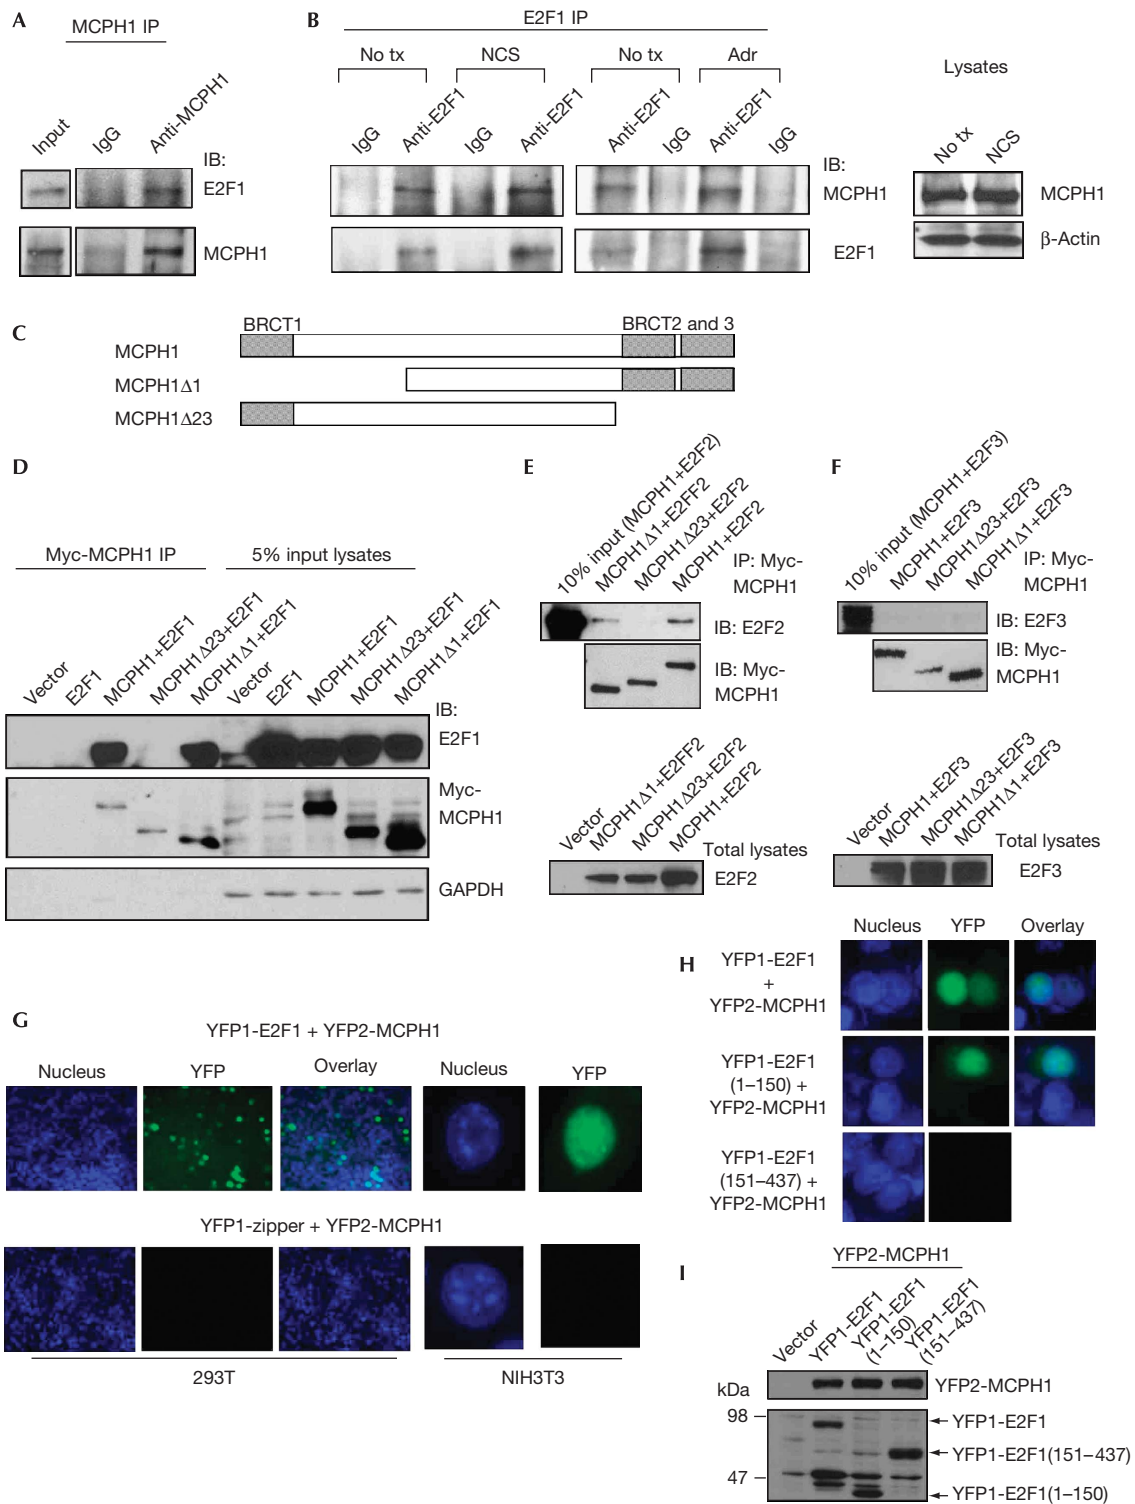 A
MCPH1 IP
Input
IgG
Anti-MCPH1
IB:
E2F1
MCPH1
B
E2F1 IP
No tx
NCS
No tx
Adr
IgG
Anti-E2F1
IgG
Anti-E2F1
Anti-E2F1
IgG
Anti-E2F1
IgG
IB:
MCPH1
E2F1
Lysates
No tx
NCS
MCPH1
β-Actin
C
BRCT1
BRCT2 and 3
MCPH1
MCPH1Δ1
MCPH1Δ23
D
Myc-MCPH1 IP
5% input lysates
Vector
E2F1
MCPH1+E2F1
MCPH1Δ23+E2F1
MCPH1Δ1+E2F1
Vector
E2F1
MCPH1+E2F1
MCPH1Δ23+E2F1
MCPH1Δ1+E2F1
IB:
E2F1
Myc-
MCPH1
GAPDH
E
10% input (MCPH1+E2F2)
MCPH1Δ1+E2FF2
MCPH1Δ23+E2F2
MCPH1+E2F2
IP: Myc-
MCPH1
IB: E2F2
IB: Myc-
MCPH1
Vector
MCPH1Δ1+E2FF2
MCPH1Δ23+E2F2
MCPH1+E2F2
Total lysates
E2F2
F
10% input (MCPH1+E2F3)
MCPH1+E2F3
MCPH1Δ23+E2F3
MCPH1Δ1+E2F3
IP: Myc-
MCPH1
IB: E2F3
IB: Myc-
MCPH1
Vector
MCPH1+E2F3
MCPH1Δ23+E2F3
MCPH1Δ1+E2F3
Total lysates
E2F3
G
YFP1-E2F1 + YFP2-MCPH1
Nucleus
YFP
Overlay
Nucleus
YFP
YFP1-zipper + YFP2-MCPH1
293T
NIH3T3
H
Nucleus
YFP
Overlay
YFP1-E2F1
+
YFP2-MCPH1
YFP1-E2F1
(1–150) +
YFP2-MCPH1
YFP1-E2F1
(151–437) +
YFP2-MCPH1
I
YFP2-MCPH1
Vector
YFP1-E2F1
YFP1-E2F1
(1–150)
YFP1-E2F1
(151–437)
YFP2-MCPH1
kDa
98
47
YFP1-E2F1
YFP1-E2F1(151–437)
YFP1-E2F1(1–150)